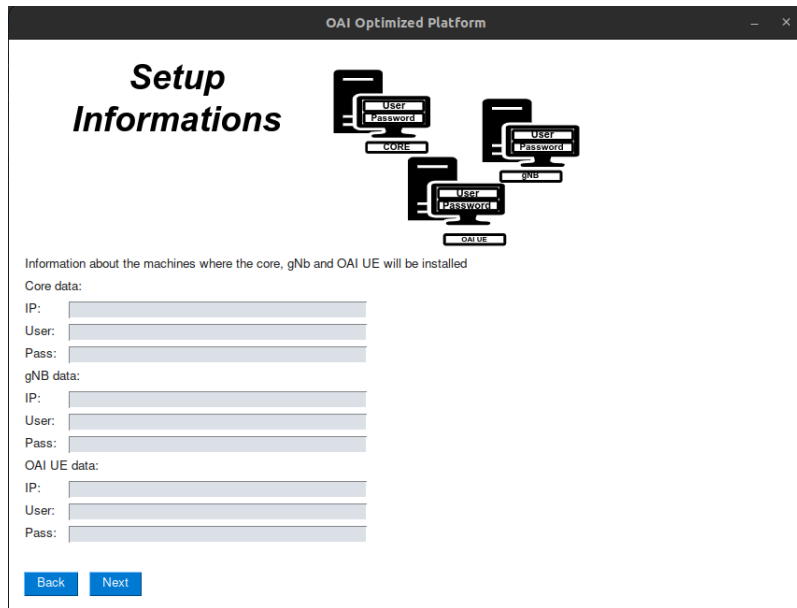 OAI Optimized Platform
Setup
Informations
User
Password
CORE
User
Password
gNB
User
Password
OAI UE
Information about the machines where the core, gNb and OAI UE will be installed
Core data:
IP:
User:
Pass:
gNB data:
IP:
User:
Pass:
OAI UE data:
IP:
User:
Pass:
Back Next